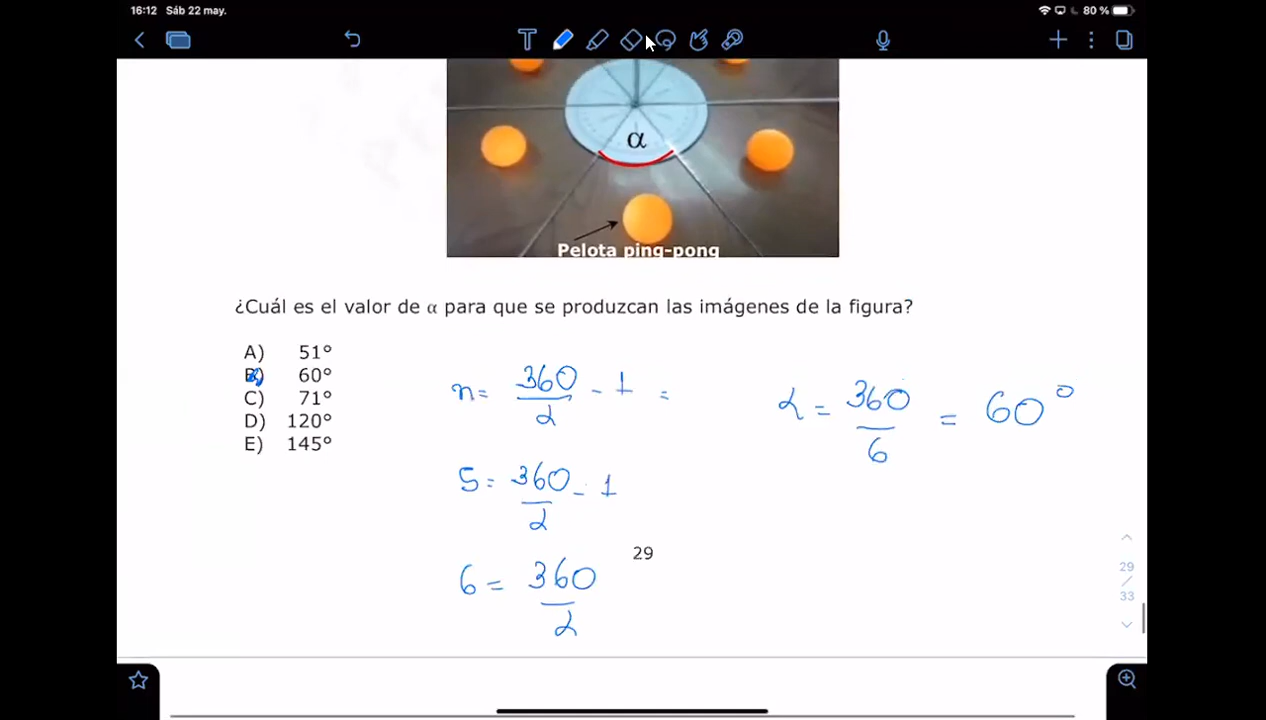 16:12 Sáb 22 may.
80 %
T
α
Pelota ping-pong
¿Cuál es el valor de α para que se produzcan las imágenes de la figura?
A) 51°
B) 60°
C) 71°
D) 120°
E) 145°
n = 360/α - 1 =
5 = 360/α - 1
6 = 360/α
α = 360/6 = 60°
29
29
/
33